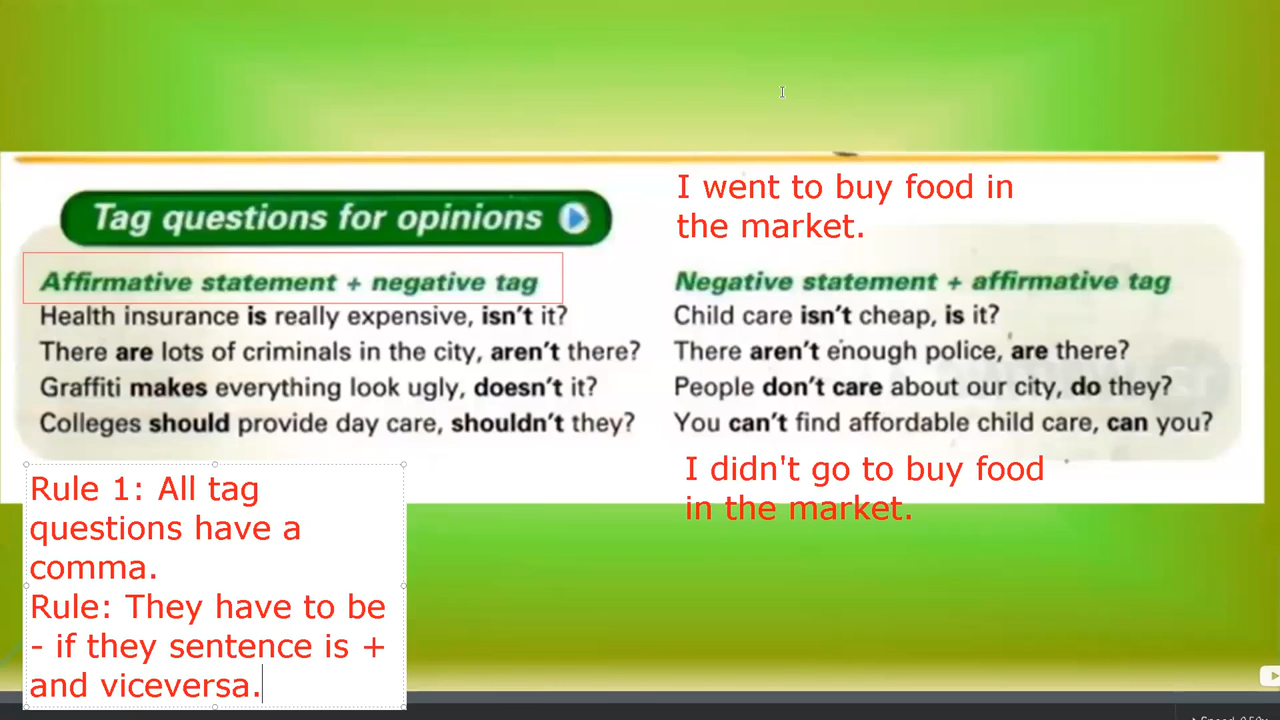 I went to buy food in
the market.
Tag questions for opinions
Affirmative statement + negative tag
Health insurance is really expensive, isn't it?
There are lots of criminals in the city, aren't there?
Graffiti makes everything look ugly, doesn't it?
Colleges should provide day care, shouldn't they?
Negative statement + affirmative tag
Child care isn't cheap, is it?
There aren't enough police, are there?
People don't care about our city, do they?
You can't find affordable child care, can you?
I didn't go to buy food
in the market.
Rule 1: All tag
questions have a
comma.
Rule: They have to be
- if they sentence is +
and viceversa.